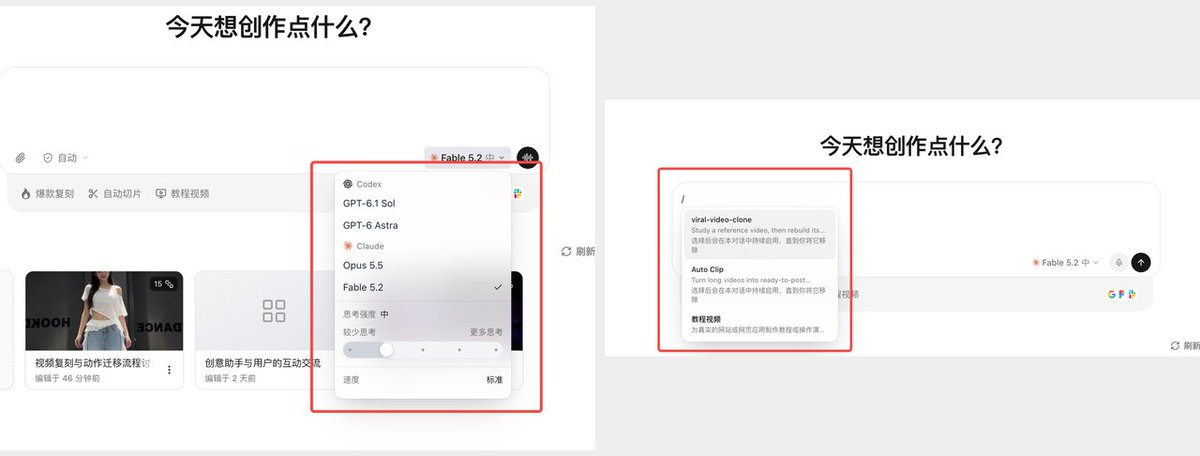 今天想创作点什么?
自动
Fable 5.2 中
爆款复刻
自动切片
教程视频
Codex
GPT-6.1 Sol
GPT-6 Astra
Claude
Opus 5.5
Fable 5.2
思考强度 中
较少思考
更多思考
速度
标准
刷新
15
HOOKE
DANCE
视频复刻与动作迁移流程讨
编辑于 46 分钟前
创意助手与用户的互动交流
编辑于 2 天前
今天想创作点什么?
/
viral-video-clone
Study a reference video, then rebuild its...
选择后会在本对话中持续启用，直到你将它移
除
Auto Clip
Turn long videos into ready-to-post...
选择后会在本对话中持续启用，直到你将它移
除
教程视频
为真实的网站或网页应用制作教程或操作演...
Fable 5.2 中
程视频
刷新